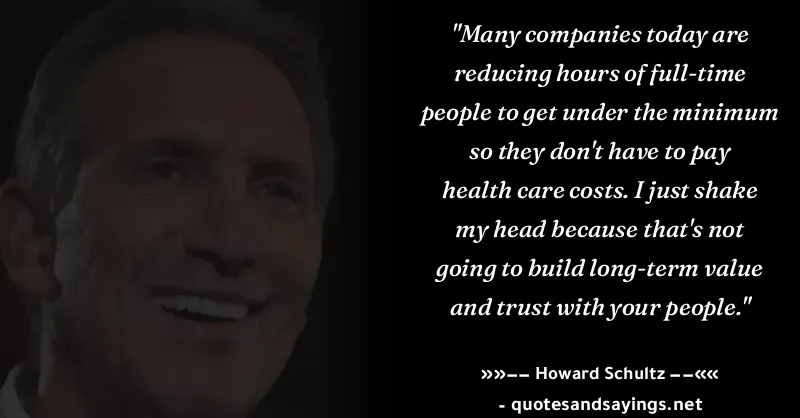 "Many companies today are
reducing hours of full-time
people to get under the minimum
so they don't have to pay
health care costs. I just shake
my head because that's not
going to build long-term value
and trust with your people."
»»-- Howard Schultz --««
- quotesandsayings.net